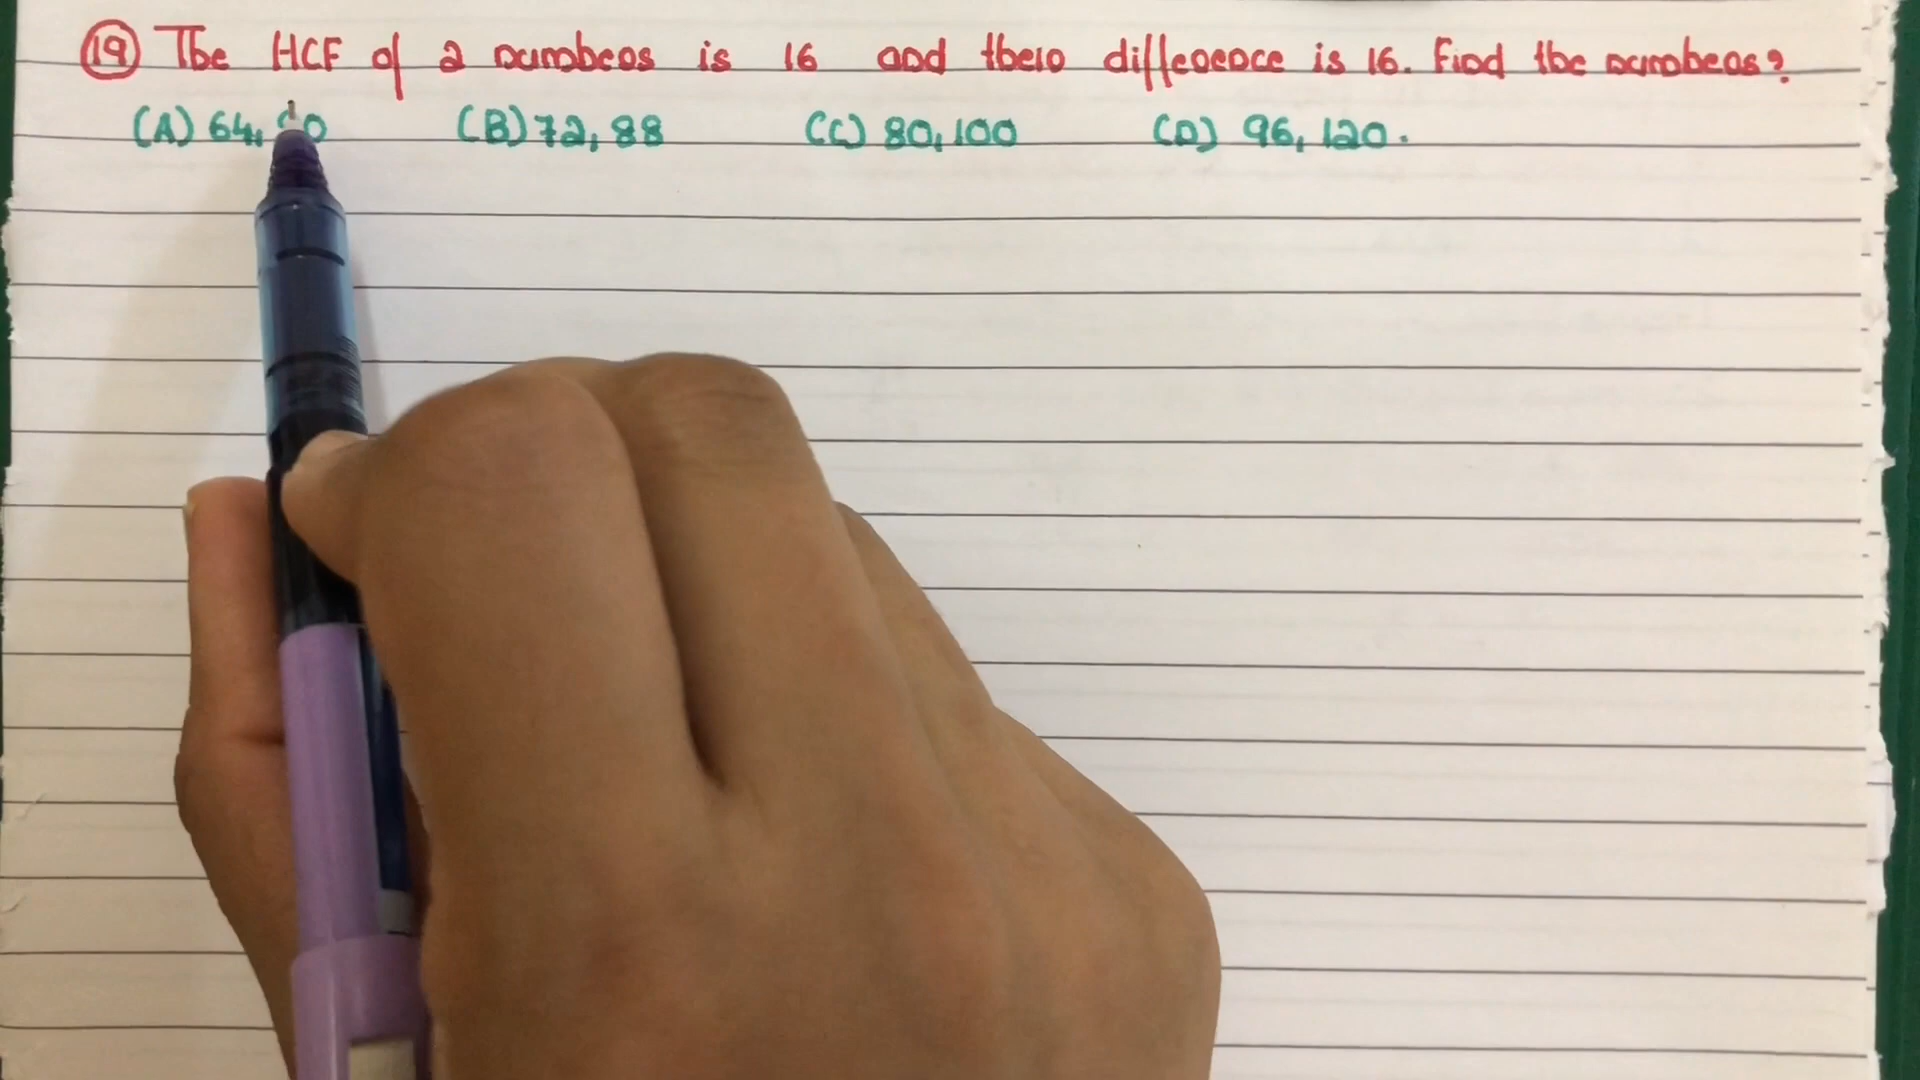 19 The HCF of 2 numbers is 16 and their difference is 16. Find the numbers?
(A) 64, (B) 72, 88 (C) 80, 100 (D) 96, 120.